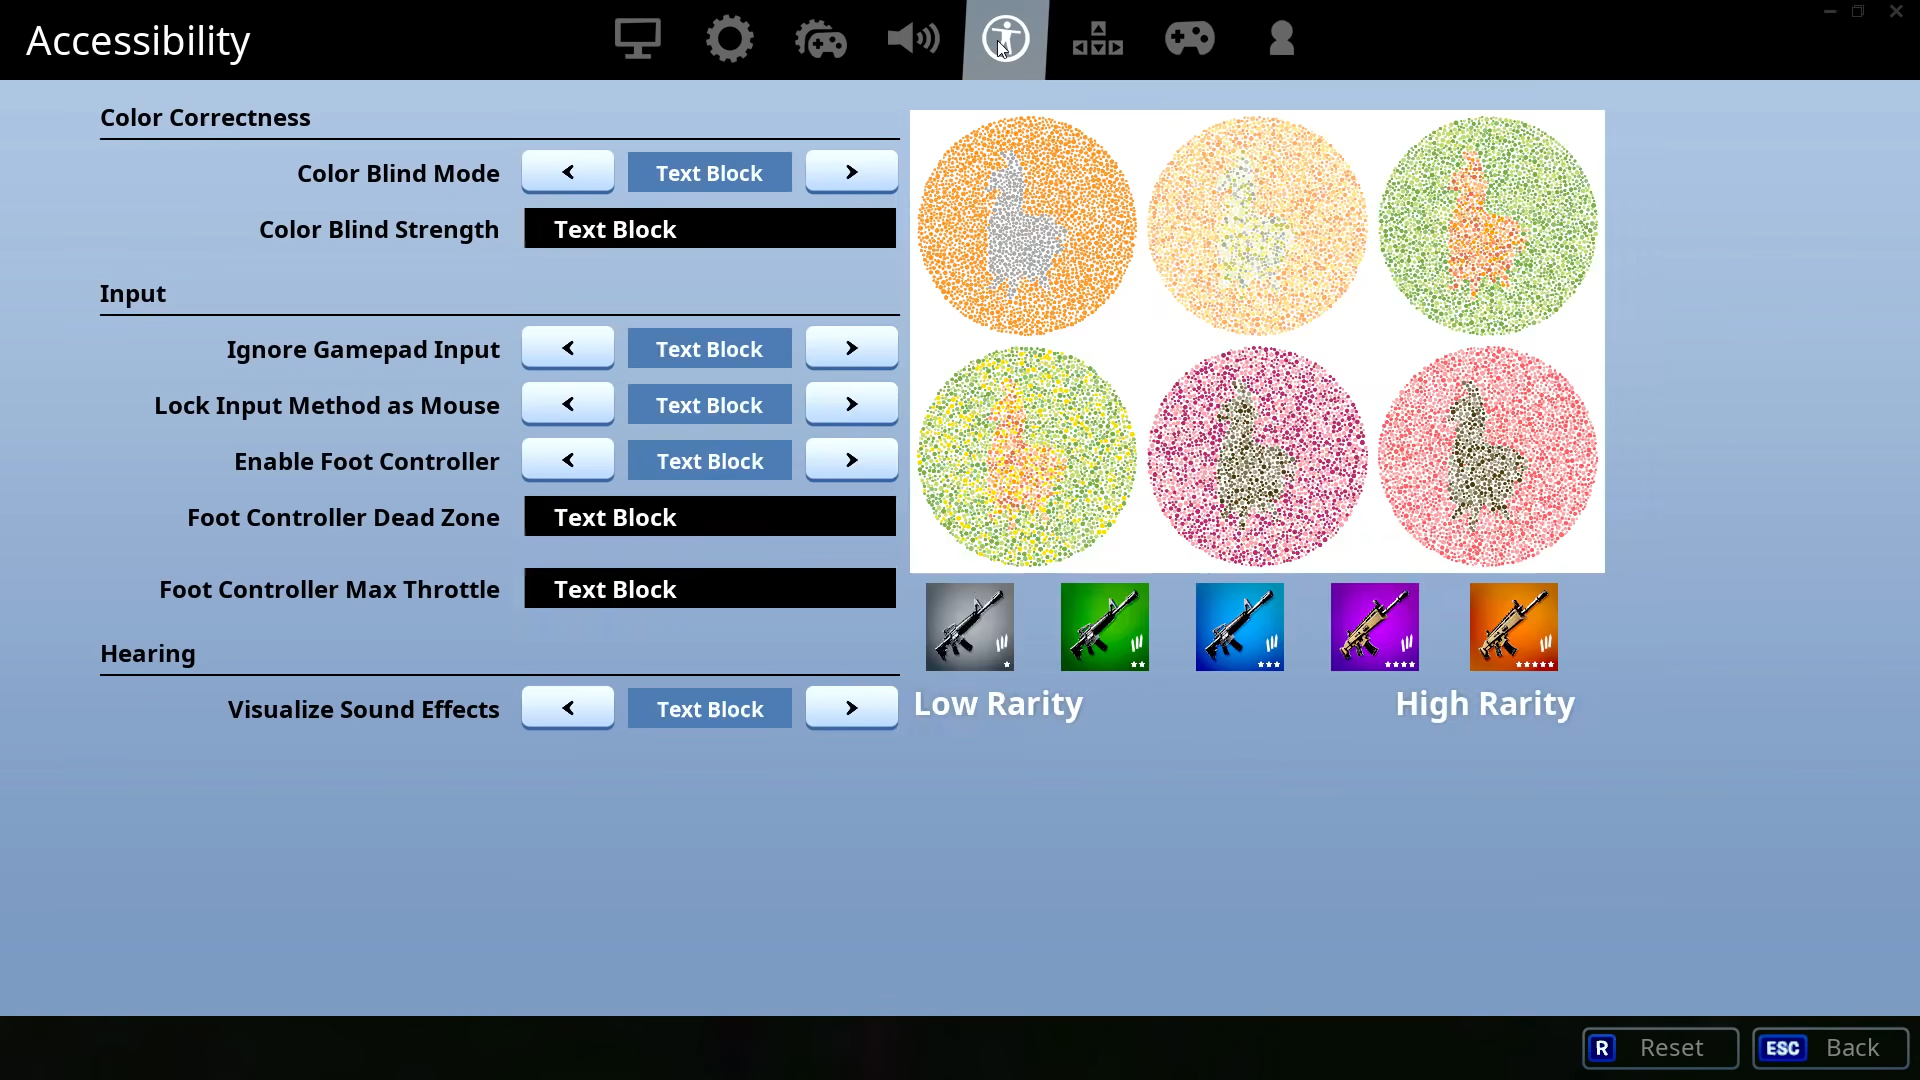 Accessibility
Color Correctness
Color Blind Mode < Text Block >
Color Blind Strength Text Block
Input
Ignore Gamepad Input < Text Block >
Lock Input Method as Mouse < Text Block >
Enable Foot Controller < Text Block >
Foot Controller Dead Zone Text Block
Foot Controller Max Throttle Text Block
Hearing
Visualize Sound Effects < Text Block >
Low Rarity High Rarity
R Reset ESC Back